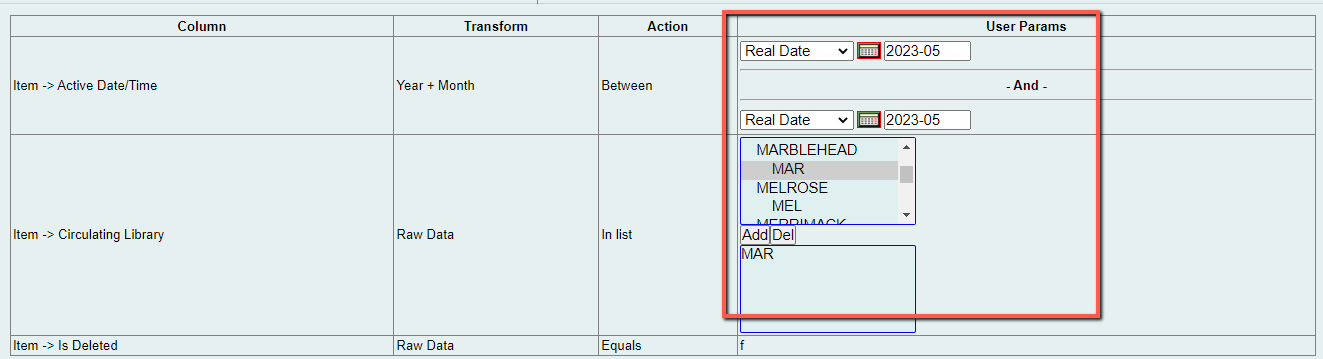 Column Transform Action User Params
Item -> Active Date/Time Year + Month Between Real Date 2023-05
- And -
Real Date 2023-05
Item -> Circulating Library Raw Data In list
MARBLEHEAD
MAR
MELROSE
MEL
MERRIMACK
Add Del
MAR
Item -> Is Deleted Raw Data Equals f